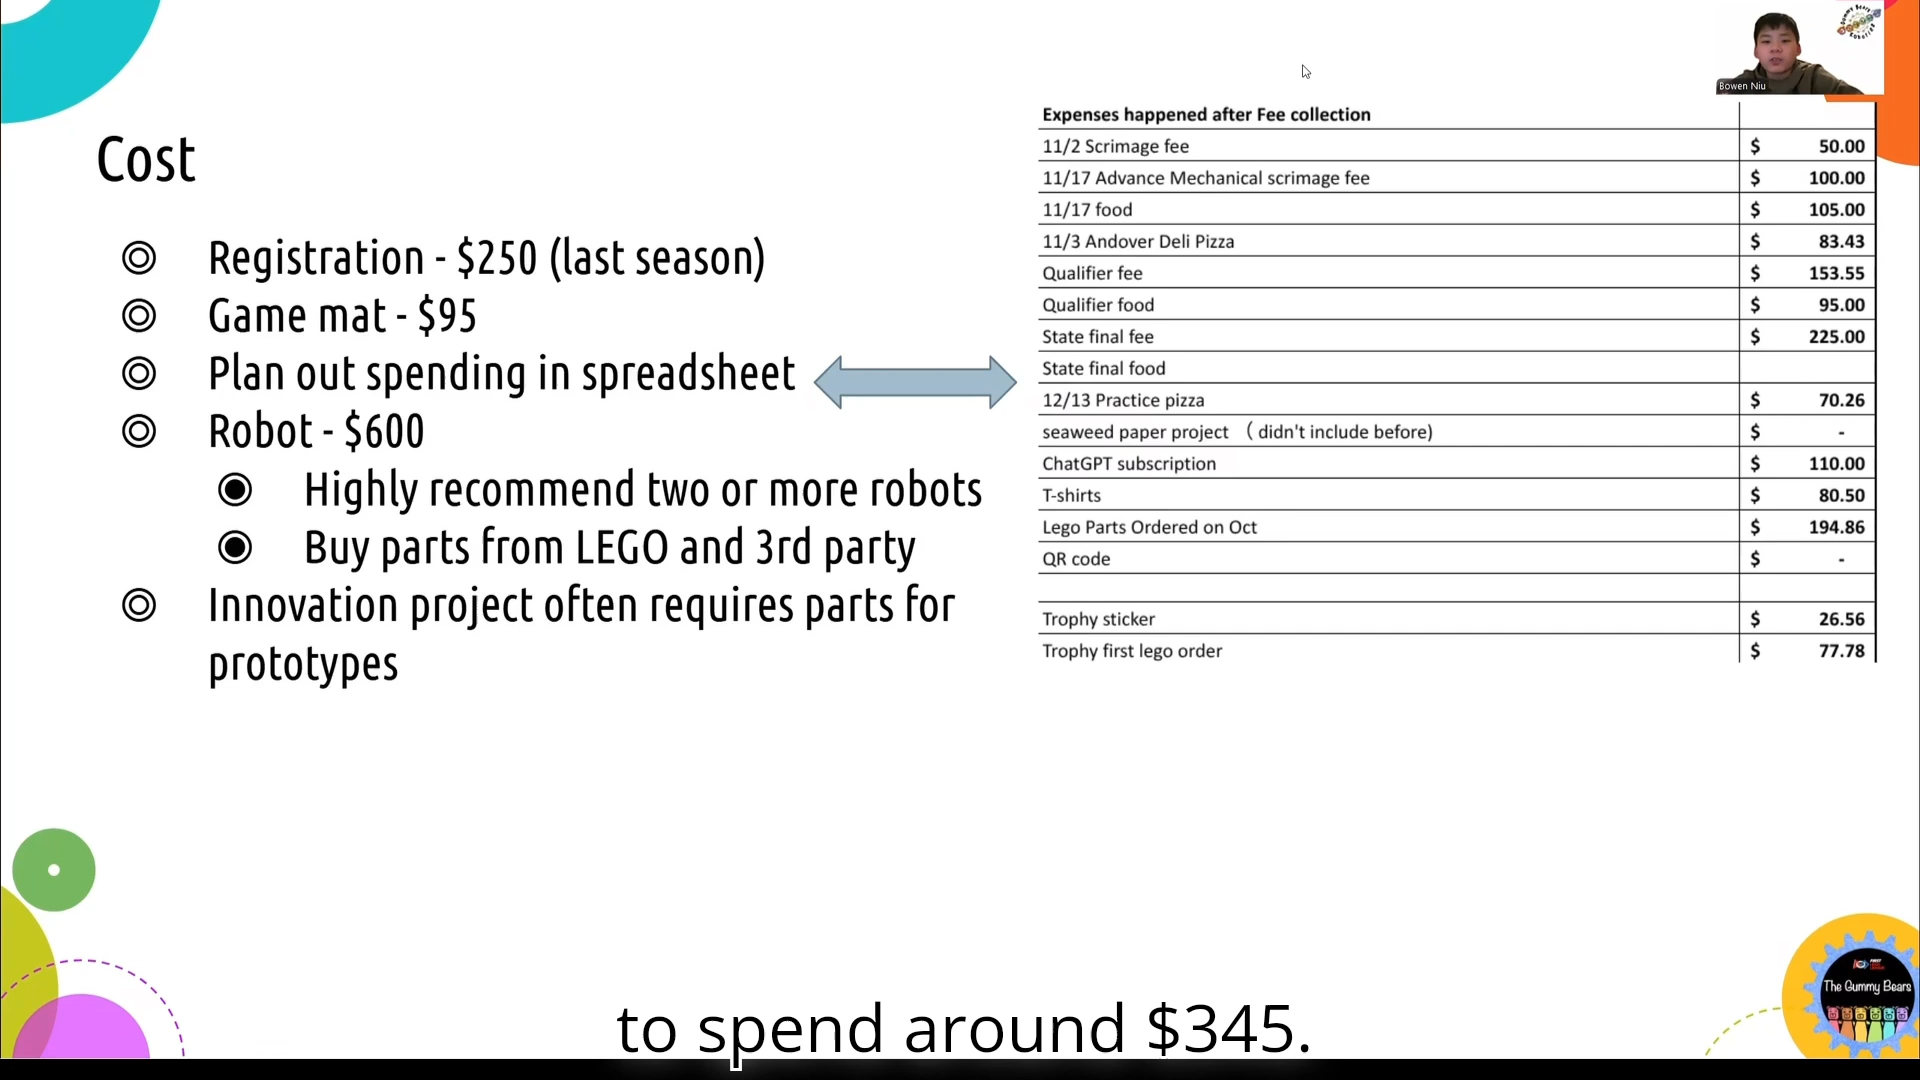 Bowen Niu
Cost
Registration - $250 (last season)
Game mat - $95
Plan out spending in spreadsheet
Robot - $600
Highly recommend two or more robots
Buy parts from LEGO and 3rd party
Innovation project often requires parts for
prototypes
Expenses happened after Fee collection
11/2 Scrimage fee $ 50.00
11/17 Advance Mechanical scrimage fee $ 100.00
11/17 food $ 105.00
11/3 Andover Deli Pizza $ 83.43
Qualifier fee $ 153.55
Qualifier food $ 95.00
State final fee $ 225.00
State final food
12/13 Practice pizza $ 70.26
seaweed paper project （ didn't include before) $ -
ChatGPT subscription $ 110.00
T-shirts $ 80.50
Lego Parts Ordered on Oct $ 194.86
QR code $ -
Trophy sticker $ 26.56
Trophy first lego order $ 77.78
The Gummy Bears
to spend around $345.